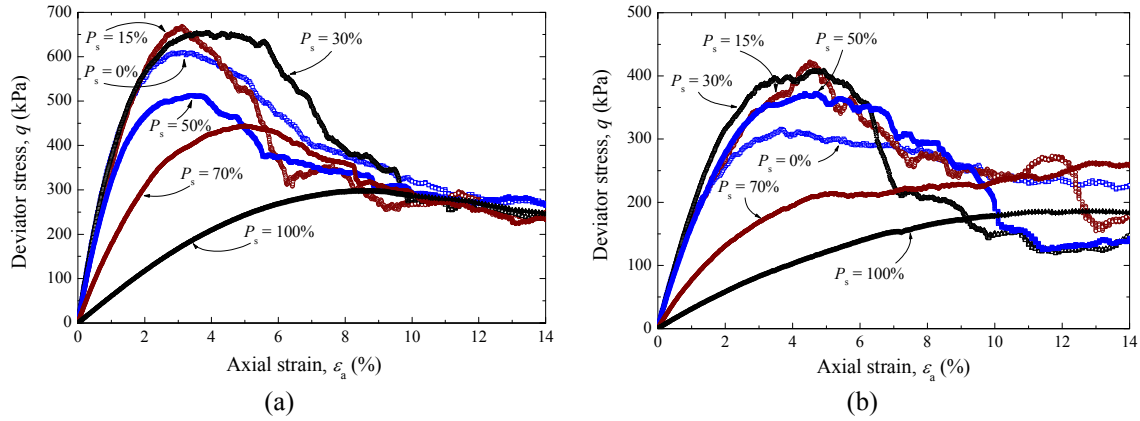 700
600
500
400
300
200
100
0
Deviator stress, q (kPa)
P_s = 15%
P_s = 0%
P_s = 30%
P_s = 50%
P_s = 70%
P_s = 100%
0 2 4 6 8 10 12 14
Axial strain, ε_a (%)
(a)
500
400
300
200
100
0
Deviator stress, q (kPa)
P_s = 15%
P_s = 50%
P_s = 30%
P_s = 0%
P_s = 70%
P_s = 100%
0 2 4 6 8 10 12 14
Axial strain, ε_a (%)
(b)